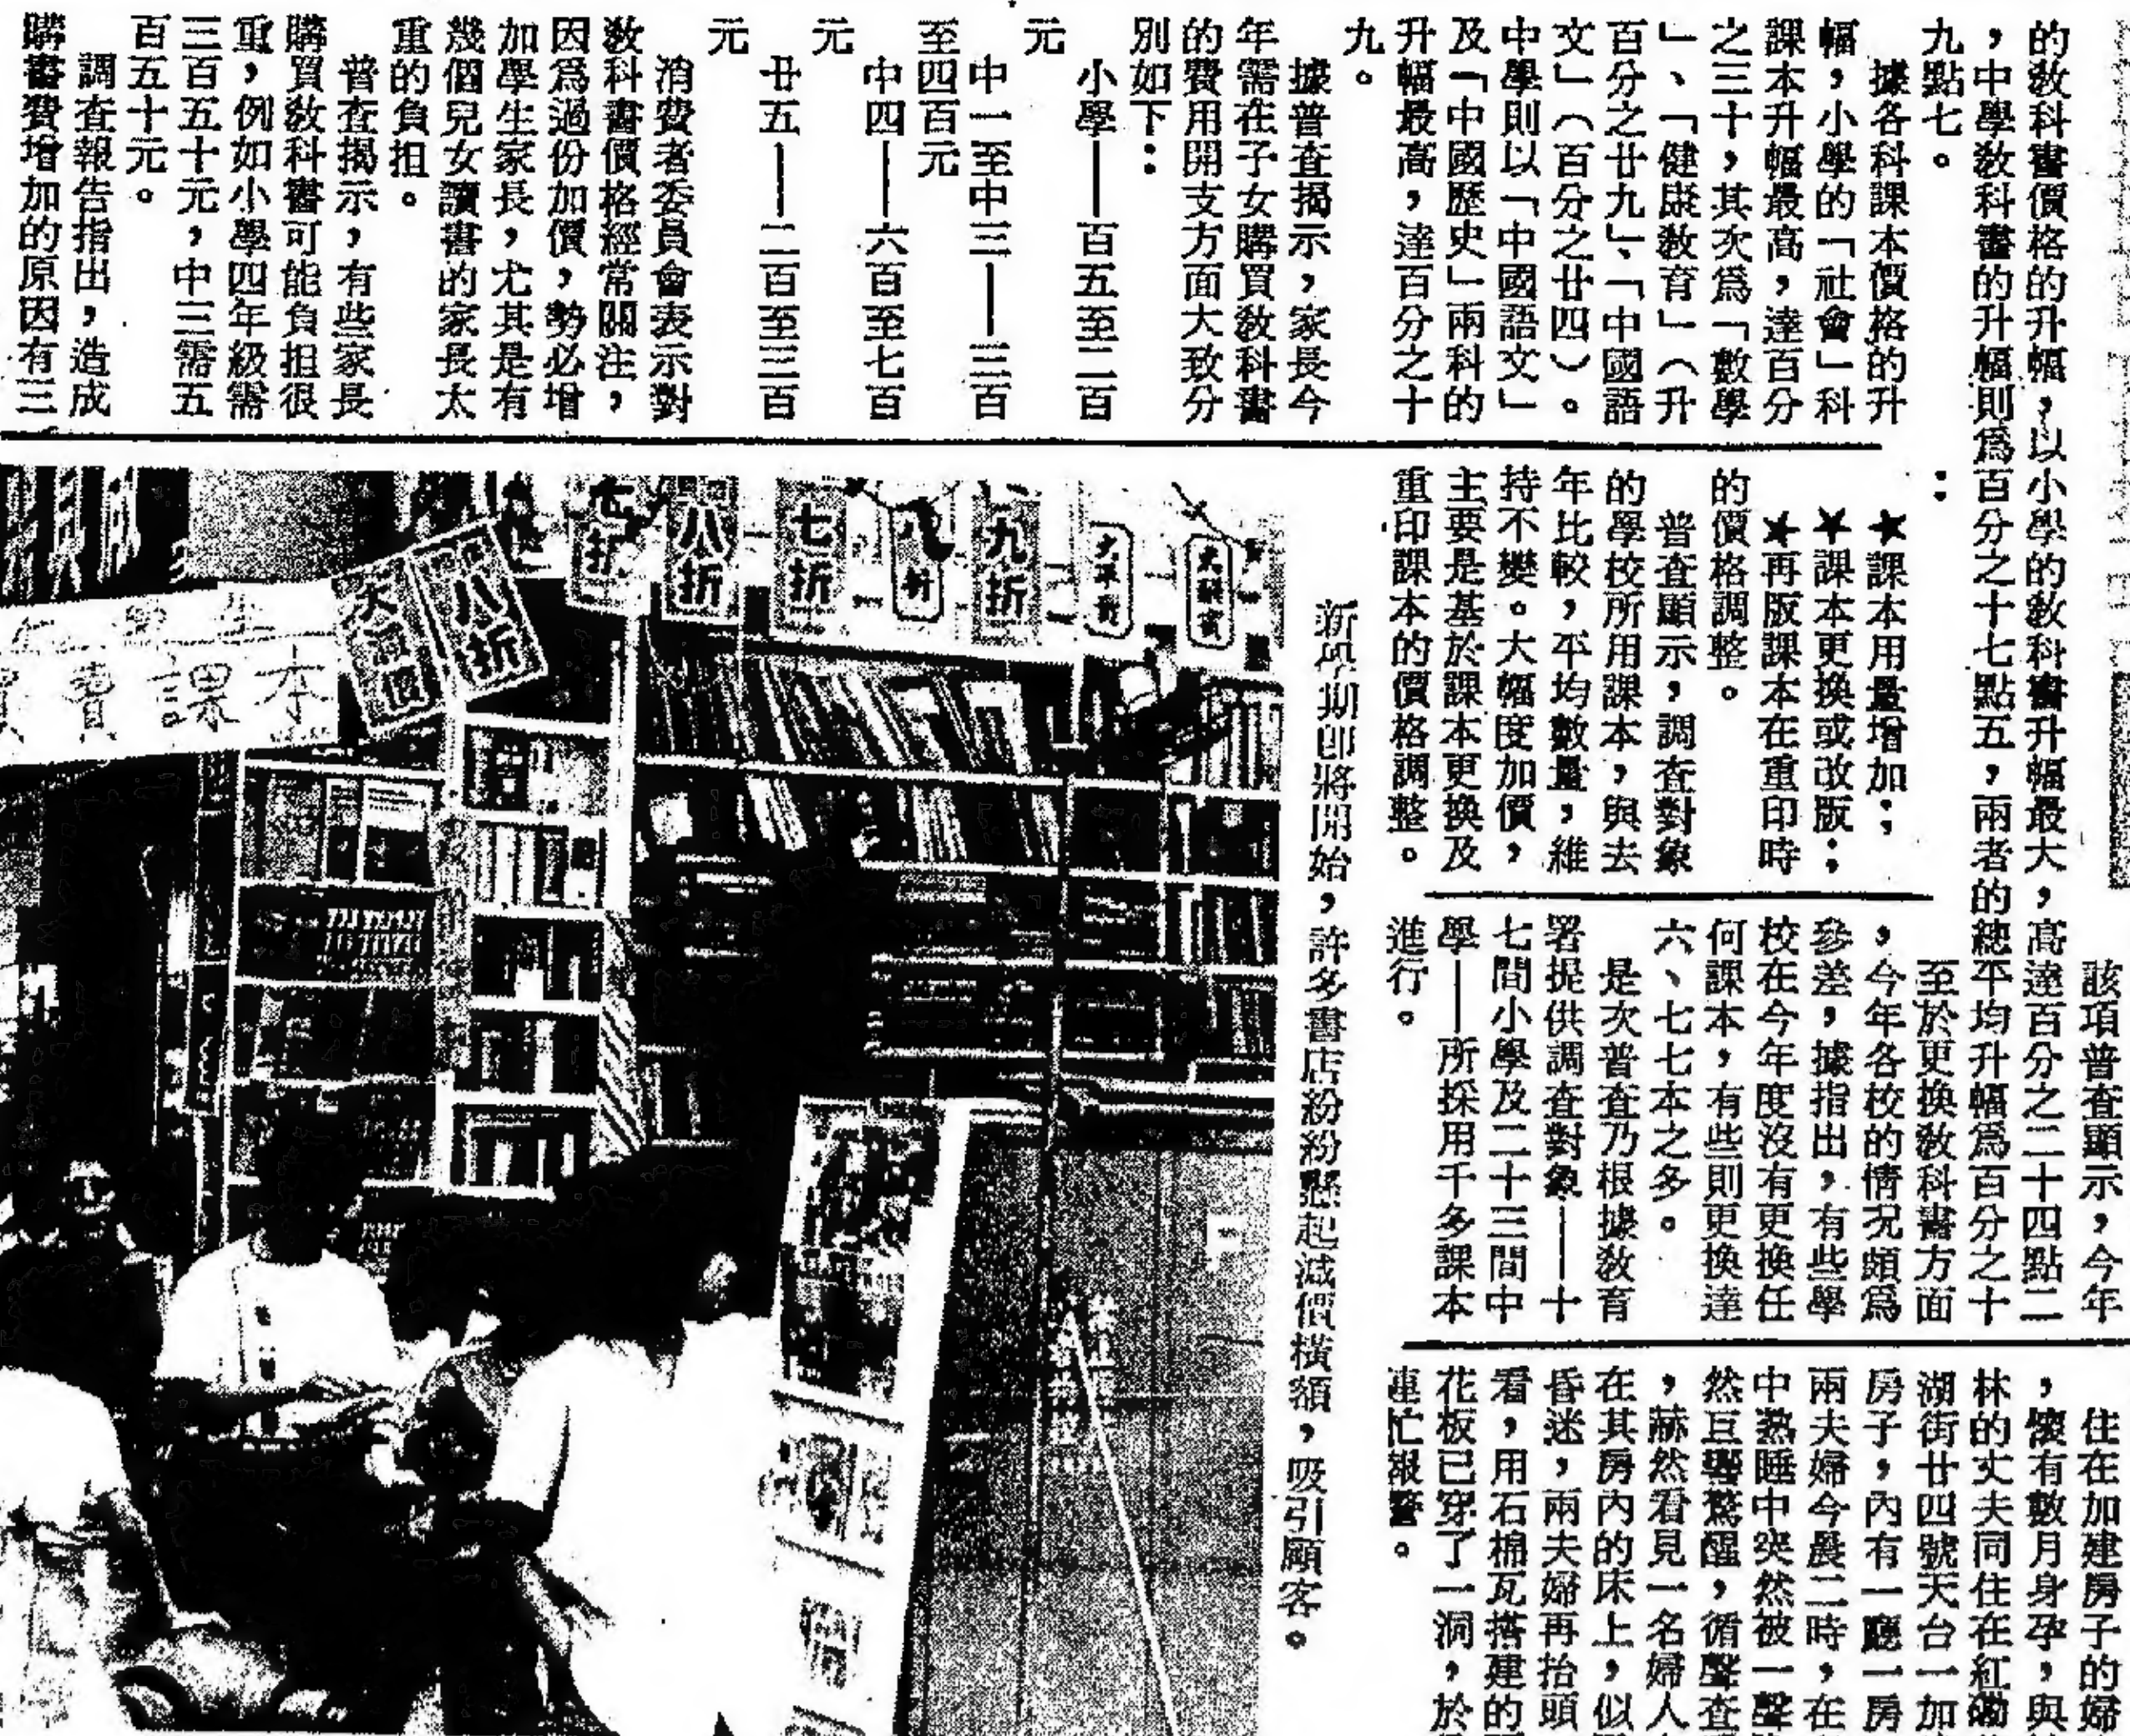 該項普查顯示，今年
的教科書價格的升幅，以小學的教科書升幅最大，高達百分之二十四點二
，中學教科書的升幅則爲百分之十七點五，兩者的總平均升幅爲百分之十
九點七。
據各科課本價格的升
幅，小學的「社會」科
課本升幅最高，達百分
之三十，其次爲「數學
」、「健康教育」（升
百分之廿九」、「中國語
文」（百分之廿四）。
中學則以「中國語文」
及「中國歷史」兩科的
升幅最高，達百分之十
九。
據普查揭示，家長今
年需在子女購買教科書
的費用開支方面大致分
別如下：
小學——百五至二百
元
中一至中三——三百
至四百元
中四——六百至七百
元
廿五——二百至三百
元
消費者委員會表示對
教科書價格經常關注，
因爲過份加價，勢必增
加學生家長，尤其是有
幾個兒女讀書的家長太
重的負担。
普查揭示，有些家長
購買教科書可能負担很
重，例如小學四年級需
三百五十元，中三需五
百五十元。
調查報告指出，造成
購書費增加的原因有三
：
★課本用量增加；
★課本更換或改版；
★再版課本在重印時
的價格調整。
普查顯示，調查對象
的學校所用課本，與去
年比較，平均數量，維
持不變。大幅度加價，
主要是基於課本更換及
重印課本的價格調整。
至於更換教科書方面
，今年各校的情況頗爲
參差，據指出，有些學
校在今年度沒有更換任
何課本，有些則更換達
六、七七本之多。
是次普查乃根據教育
署提供調查對象——十
七間小學及二十三間中
學——所採用千多課本
進行。
新學期卽將開始，許多書店紛紛懸起減價橫額，吸引顧客。
住在加建房子的婦
，懷有數月身孕，與
林的丈夫同住在紅磡
湖街廿四號天台一加
房子，內有一廳一房
兩夫婦今晨二時，在
中熟睡中突然被一聲
然巨響驚醒，循聲查
，赫然看見一名婦人
在其房內的床上，似
昏迷，兩夫婦再抬頭
看，用石棉瓦搭建的
花板已穿了一洞，於
連忙報警。
七折
八折
七折
八折
九折
大平賣
八折
賣課本